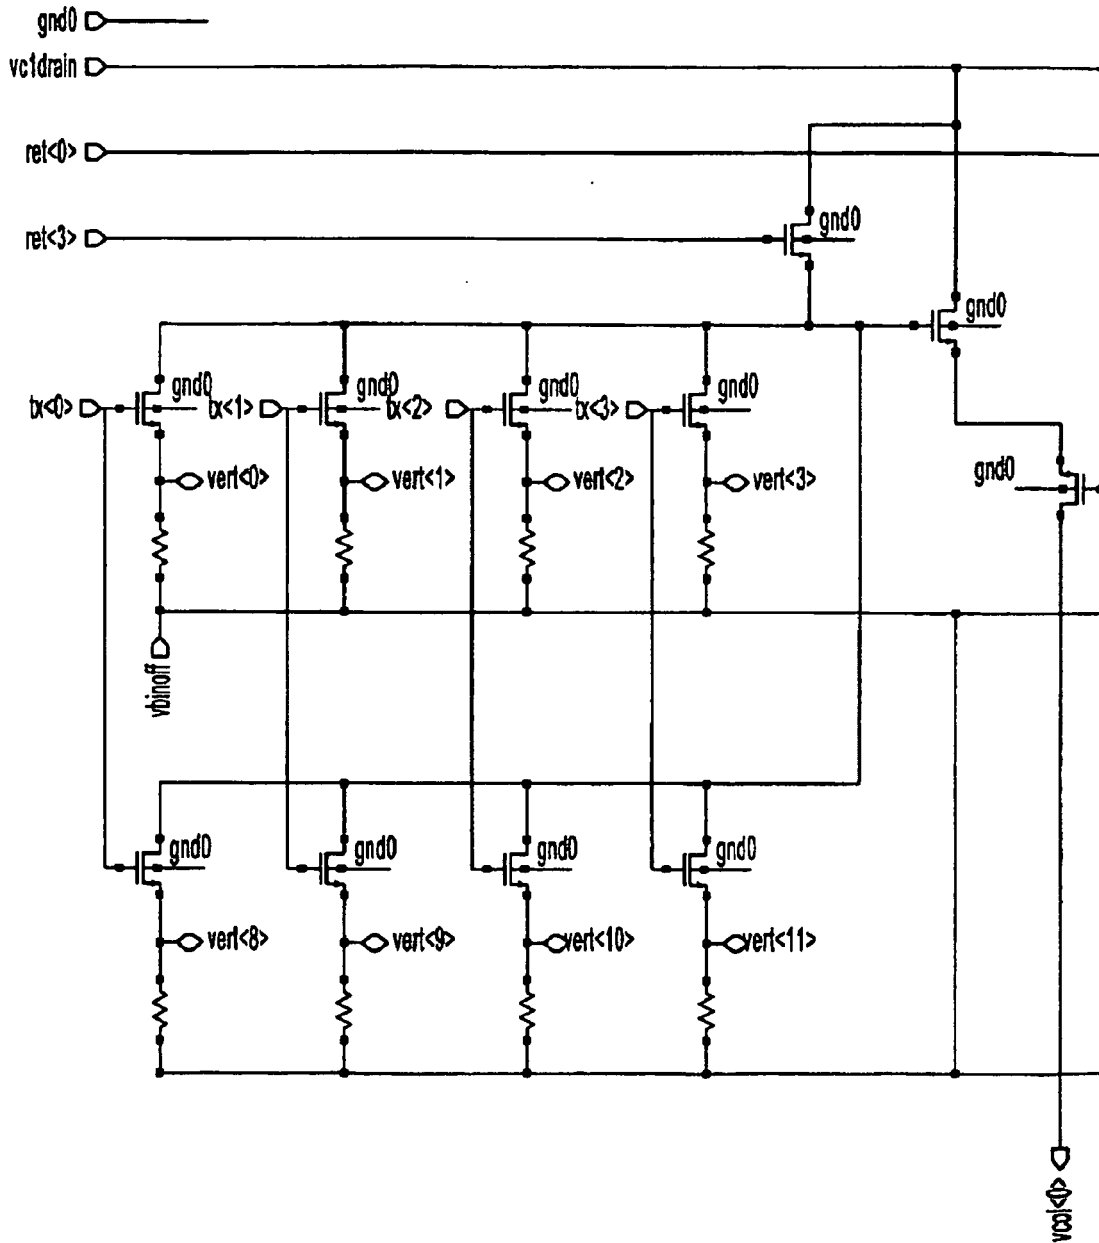 gnd0
vc1drain
ret<0>
ret<3>
gnd0
gnd0
tx<0>
gnd0
tx<1>
gnd0
tx<2>
gnd0
tx<3>
gnd0
vert<0>
vert<1>
vert<2>
vert<3>
gnd0
vbinoff
gnd0
gnd0
gnd0
gnd0
vert<8>
vert<9>
vert<10>
vert<11>
vcol<0>